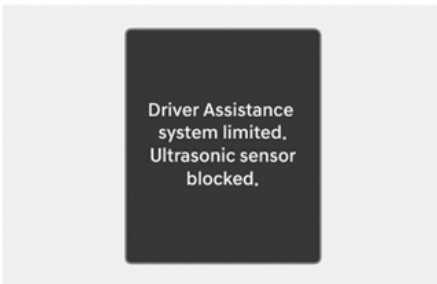 Driver Assistance
system limited.
Ultrasonic sensor
blocked.